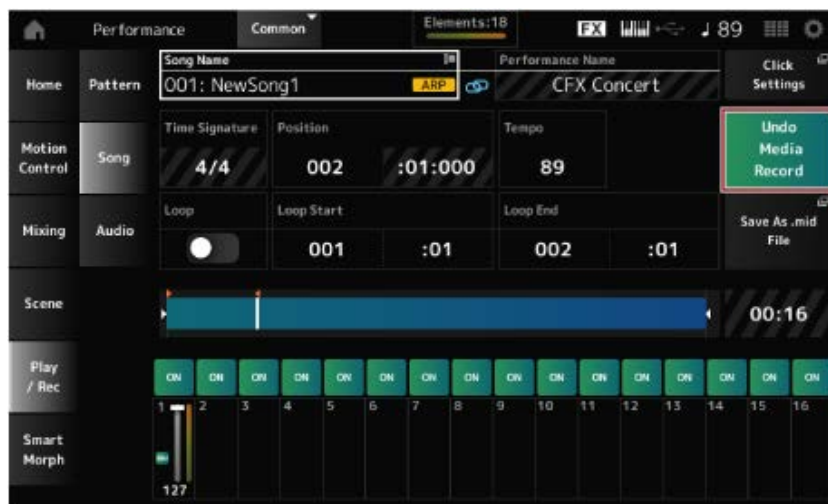 Performance
Common
Elements:18
FX
89
Home
Motion
Control
Mixing
Scene
Play
/ Rec
Smart
Morph
Pattern
Song
Audio
Song Name
001: NewSong1
ARP
Performance Name
CFX Concert
Time Signature
4/4
Position
002
:01:000
Tempo
89
Loop
Loop Start
001
:01
Loop End
002
:01
00:16
Click
Settings
Undo
Media
Record
Save As .mid
File
ON ON ON ON ON ON ON ON ON ON ON ON ON ON ON ON
1 2 3 4 5 6 7 8 9 10 11 12 13 14 15 16
127